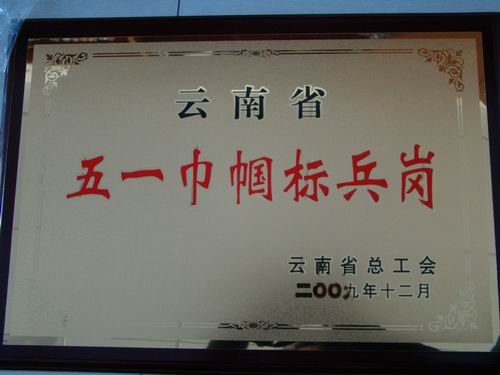 云南省
五一巾帼标兵岗
云南省总工会
二00九年十二月